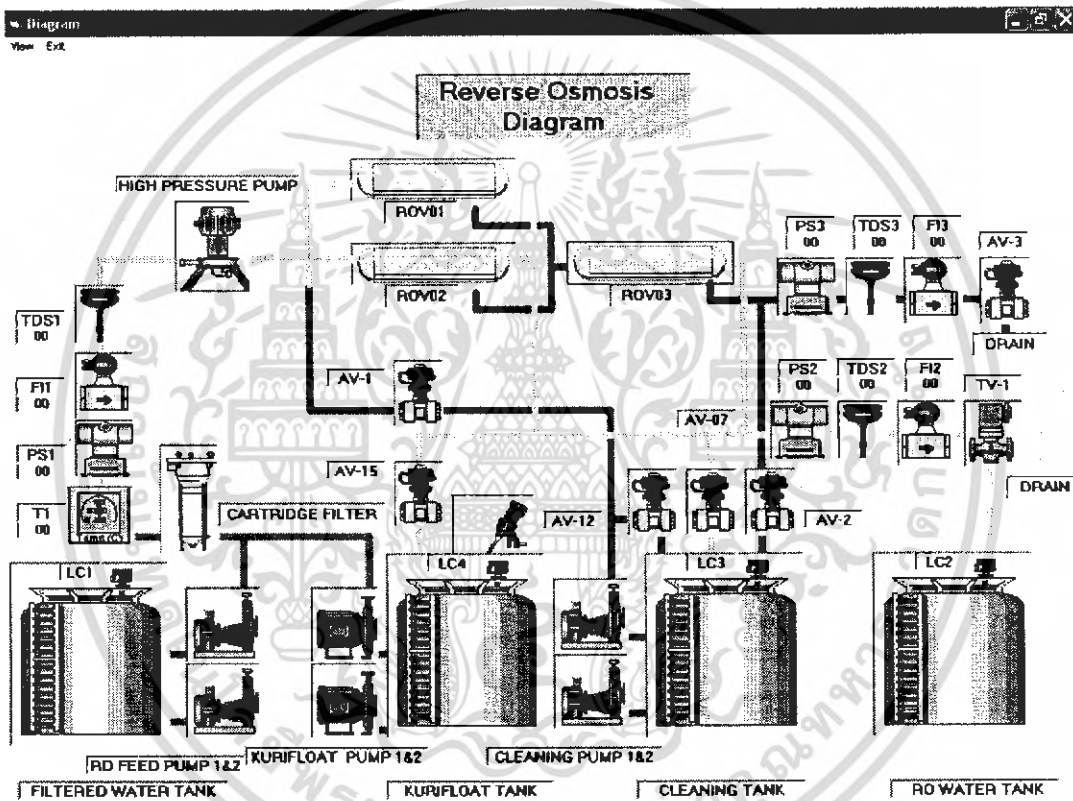 Diagram
View Exit
Reverse Osmosis
Diagram
HIGH PRESSURE PUMP
ROV01
ROV02
ROV03
PS3
00
TDS3
00
FI3
00
AV-3
DRAIN
TDS1
00
FI1
00
PS1
00
T1
00
AV-1
AV-15
CARTRIDGE FILTER
AV-12
AV-07
AV-2
PS2
00
TDS2
00
FI2
00
TV-1
DRAIN
LC1
LC4
LC3
LC2
RO FEED PUMP 1&2
KURIFLOAT PUMP 1&2
CLEANING PUMP 1&2
FILTERED WATER TANK
KURIFLOAT TANK
CLEANING TANK
RO WATER TANK